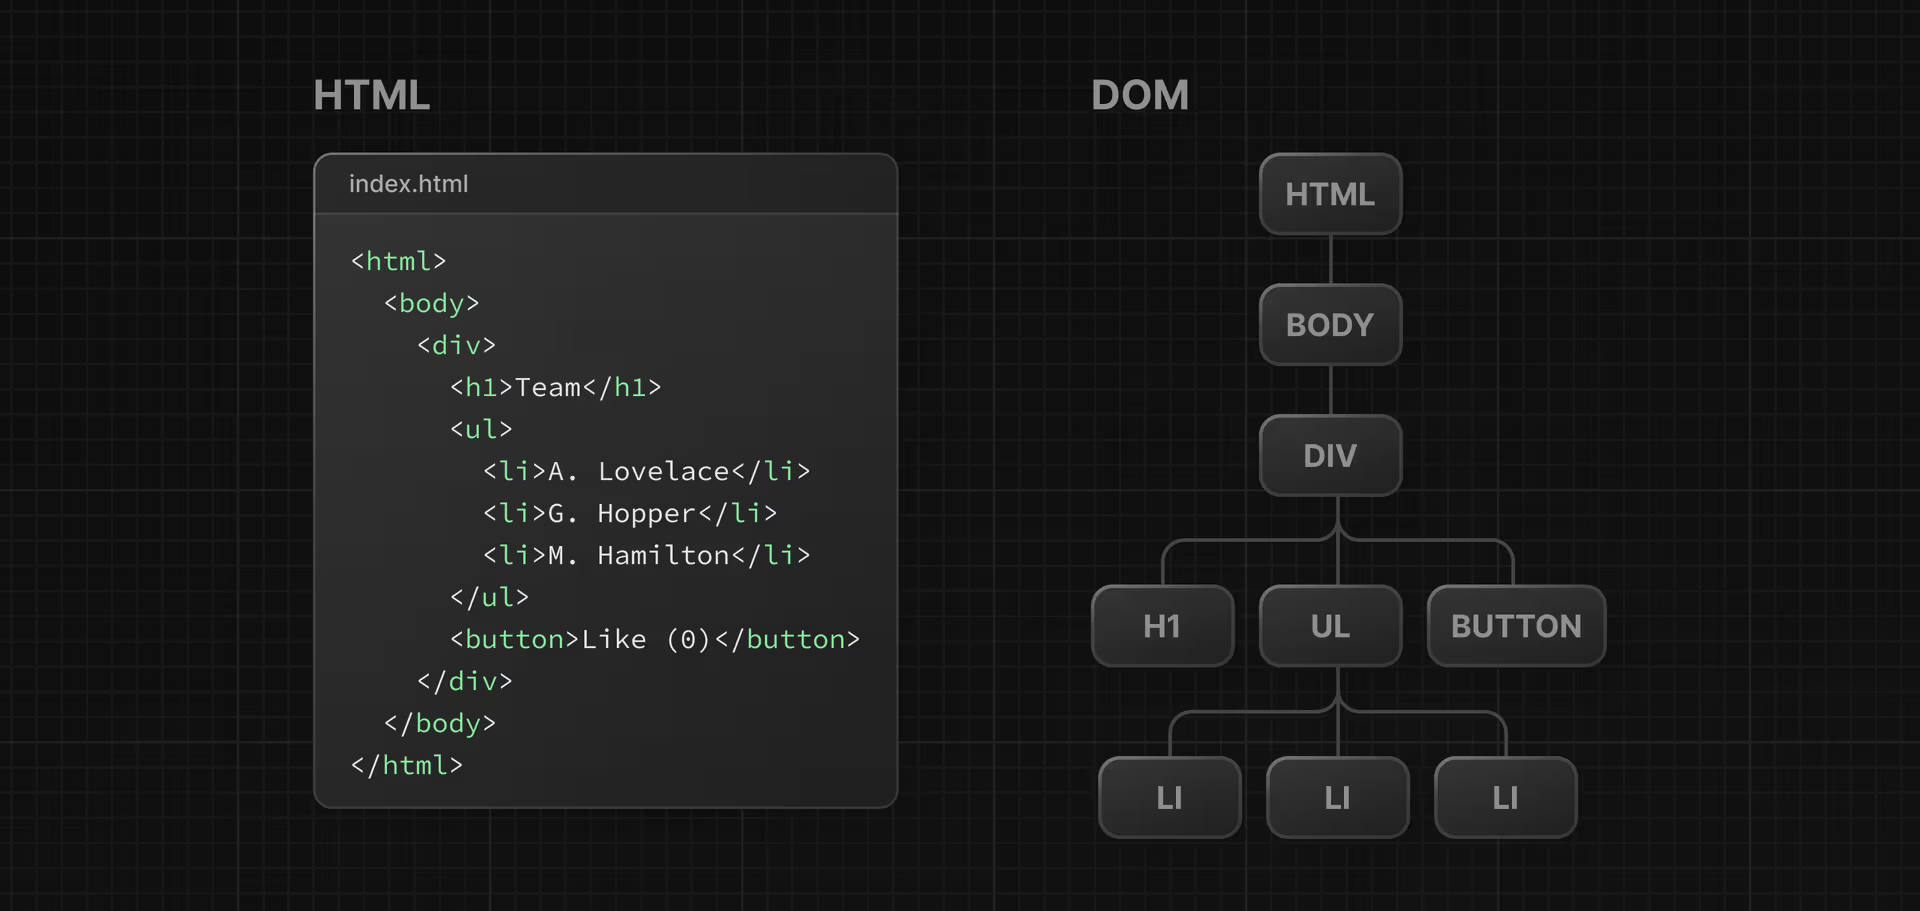 HTML
index.html
<html>
<body>
<div>
<h1>Team</h1>
<ul>
<li>A. Lovelace</li>
<li>G. Hopper</li>
<li>M. Hamilton</li>
</ul>
<button>Like (0)</button>
</div>
</body>
</html>
DOM
HTML
BODY
DIV
H1 UL BUTTON
LI LI LI